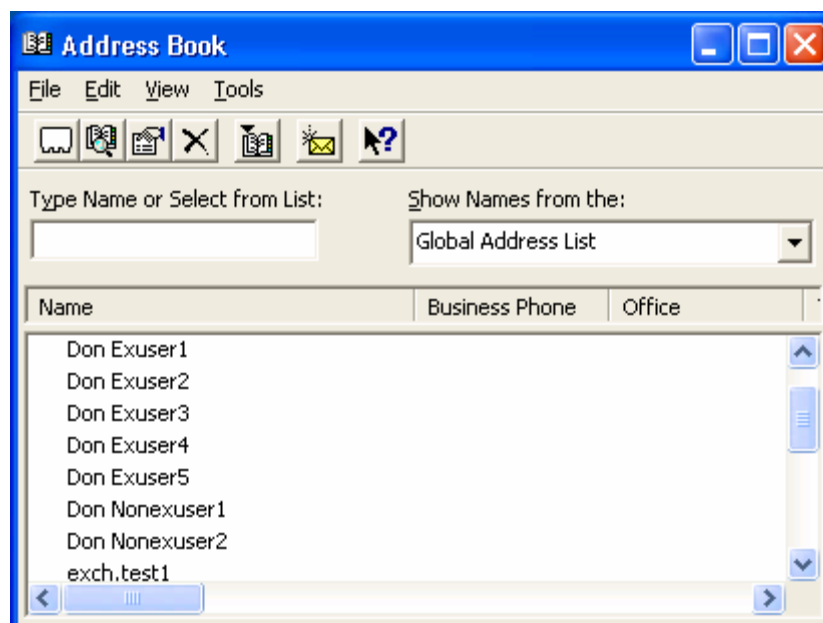 Address Book
File Edit View Tools
Type Name or Select from List: Show Names from the:
Global Address List
Name Business Phone Office
Don Exuser1
Don Exuser2
Don Exuser3
Don Exuser4
Don Exuser5
Don Nonexuser1
Don Nonexuser2
exch.test1